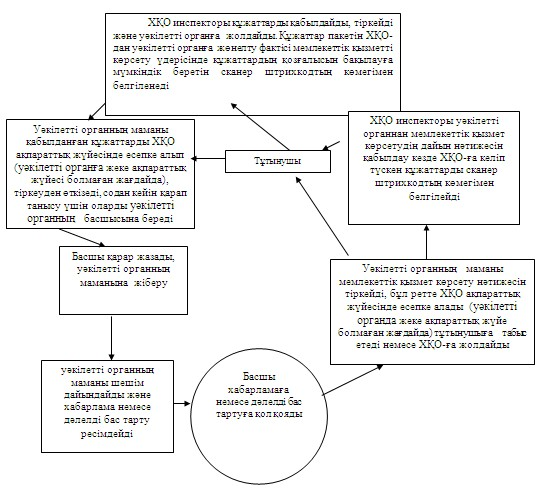 ХҚО инспекторы құжаттарды қабылдайды, тіркейді
және уәкілетті органға жолдайды. Құжаттар пакетін ХҚО-
дан уәкілетті органға жөнелту фактісі мемлекеттік қызметті
көрсету үдерісінде құжаттардың қозғалысын бақылауға
мүмкіндік беретін сканер штрихкодтың көмегімен
белгіленеді
ХҚО инспекторы уәкілетті
органнан мемлекеттік қызмет
көрсетудің дайын нәтижесін
қабылдау кезде ХҚО-ға келіп
түскен құжаттарды сканер
штрихкодтың көмегімен
белгілейді
Уәкілетті органның маманы
қабылданған құжаттарды ХҚО
ақпараттық жүйесінде есепке алып
(уәкілетті органға жеке ақпараттық
жүйесі болмаған жағдайда),
тіркеуден өткізеді, содан кейін қарап
танысу үшін оларды уәкілетті
органның басшысына береді
Тұтынушы
Басшы қарар жазады,
уәкілетті органның
маманына жіберу
Уәкілетті органның маманы
мемлекеттік қызмет көрсету нәтижесін
тіркейді, бұл ретте ХҚО ақпараттық
жүйесінде есепке алады (уәкілетті
органда жеке ақпараттық жүйе
болмаған жағдайда) тұтынушыға табыс
етеді немесе ХҚО-ға жолдайды
уәкілетті органның
маманы шешім
дайындайды және
хабарлама немесе
дәлелді бас тарту
ресімдейді
Басшы
хабарламаға
немесе дәлелді бас
тартуға қол қояды